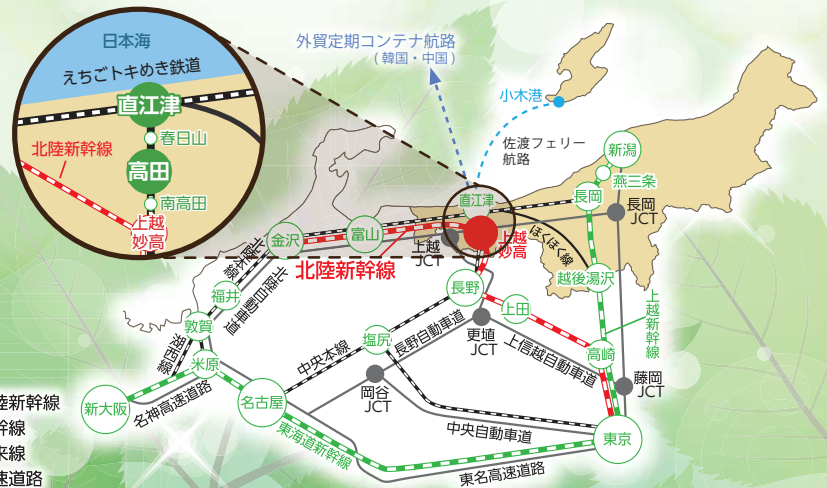 日本海
えちごトキめき鉄道
直江津
春日山
北陸新幹線
高田
南高田
上越
妙高
外貿定期コンテナ航路
(韓国・中国)
小木港
佐渡フェリー
航路
新潟
燕三条
長岡
長岡
JCT
直江津
ほくほく線
上越
妙高
上越
JCT
富山
金沢
北陸新幹線
北陸本線
北陸自動車道
越後湯沢
上越新幹線
長野
上田
更埴
JCT
上信越自動車道
高崎
藤岡
JCT
福井
敦賀
湖西線
米原
新大阪
名神高速道路
名古屋
中央本線
塩尻
長野自動車道
岡谷
JCT
中央自動車道
東京
東海道新幹線
東名高速道路
陸新幹線
幹線
来線
速道路